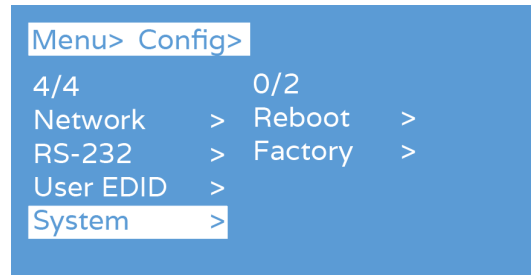 Menu> Config>
4/4 0/2
Network > Reboot >
RS-232 > Factory >
User EDID >
System >